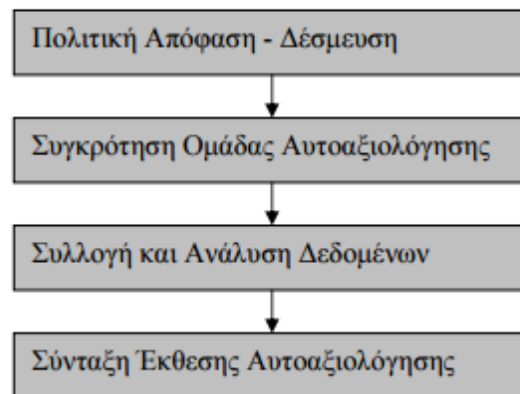 Πολιτική Απόφαση - Δέσμευση
Συγκρότηση Ομάδας Αυτοαξιολόγησης
Συλλογή και Ανάλυση Δεδομένων
Σύνταξη Έκθεσης Αυτοαξιολόγησης